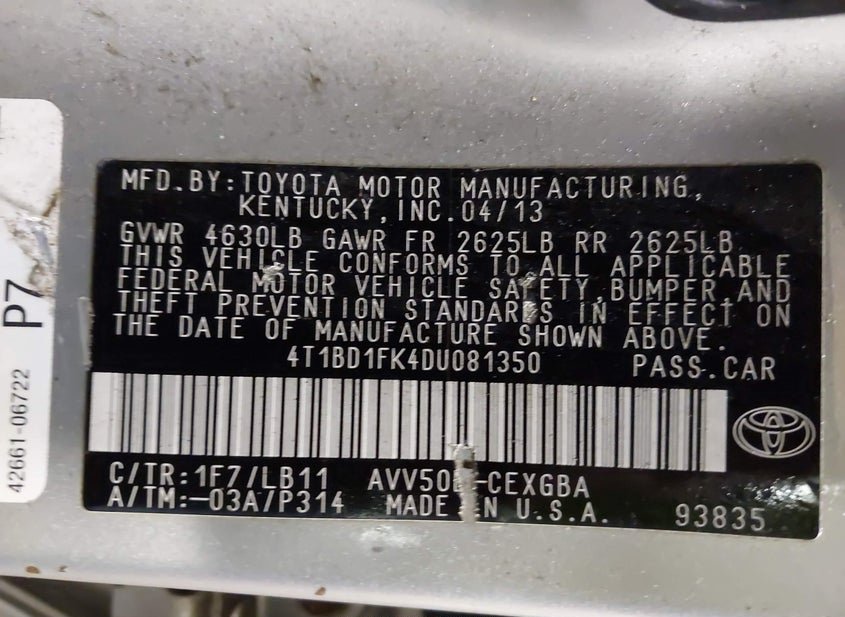 MFD.BY:TOYOTA MOTOR MANUFACTURING,
KENTUCKY,INC.04/13
GVWR 4630LB GAWR FR 2625LB RR 2625LB
THIS VEHICLE CONFORMS TO ALL APPLICABLE
FEDERAL MOTOR VEHICLE SAFETY,BUMPER,AND
THEFT PREVENTION STANDARDS IN EFFECT ON
THE DATE OF MANUFACTURE SHOWN ABOVE.
4T1BD1FK4DU081350 PASS.CAR
C/TR:1F7/LB11 AVV50L-CEXGBA
A/TM:-03A/P314 MADE IN U.S.A. 93835
P7
42661-06722